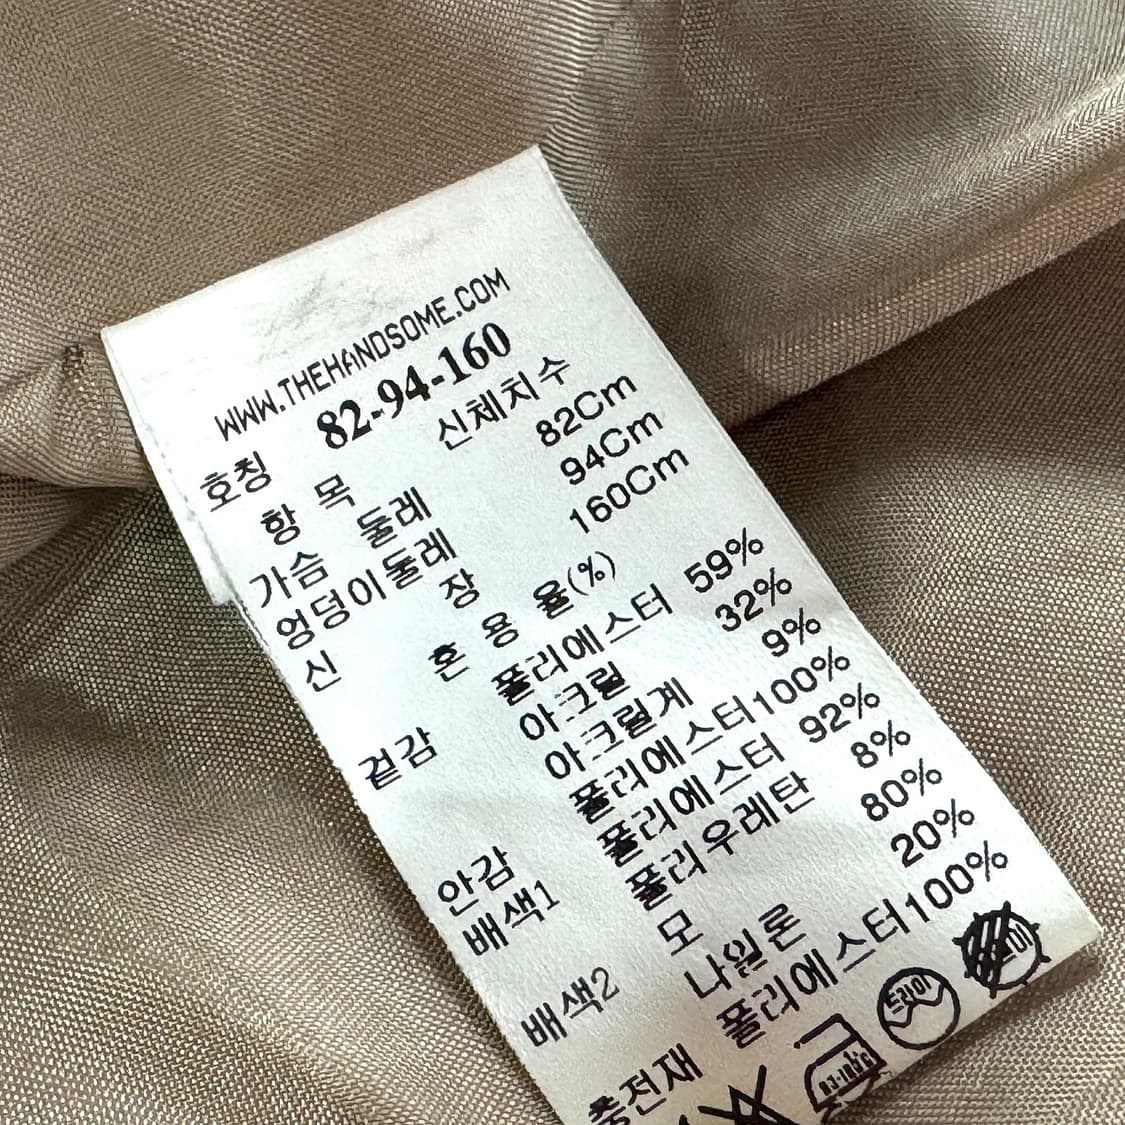 WWW.THEHANDSOME.COM
호칭 82-94-160
항 목 신체치수
가슴 둘레 82Cm
엉덩이둘레 94Cm
신 장 160Cm
혼 용 율(%)
겉감 폴리에스터 59%
아크릴 32%
아크릴계 9%
안감 폴리에스터100%
배색1 폴리에스터 92%
폴리우레탄 8%
배색2 모 80%
나일론 20%
충전재 폴리에스터100%
드라이